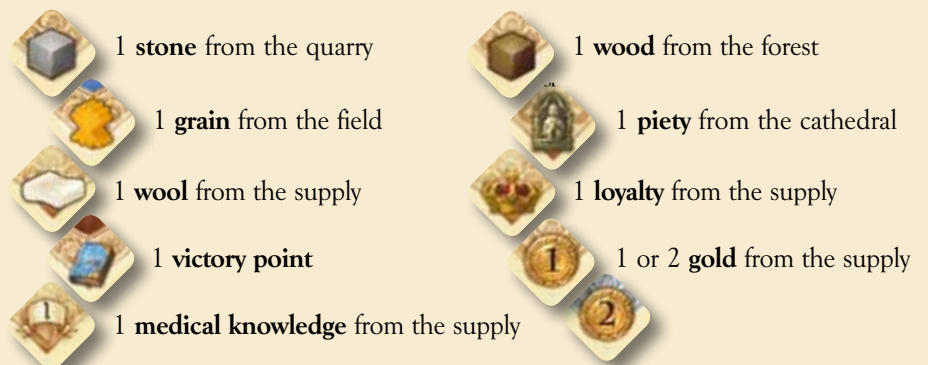 1 stone from the quarry
1 grain from the field
1 wool from the supply
1 victory point
1 1 medical knowledge from the supply
1 wood from the forest
1 piety from the cathedral
1 loyalty from the supply
1 1 or 2 gold from the supply
2